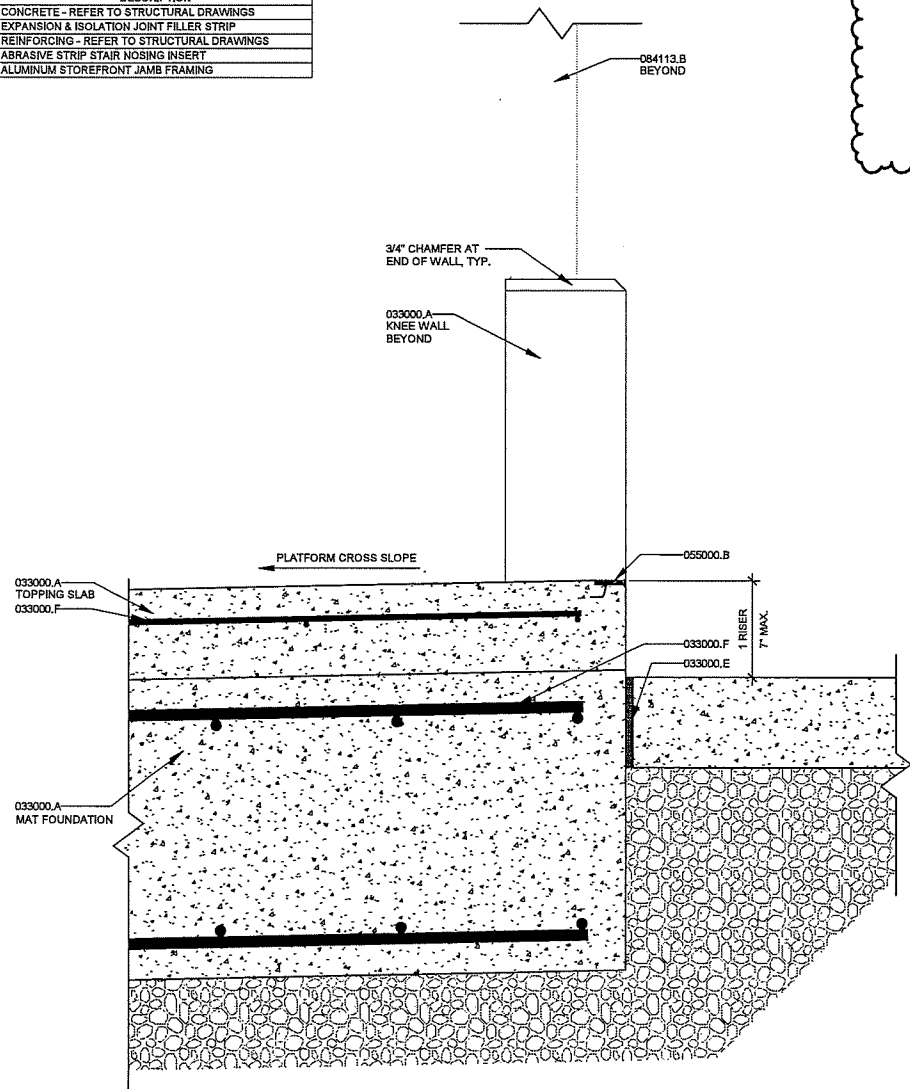 CONCRETE - REFER TO STRUCTURAL DRAWINGS
EXPANSION & ISOLATION JOINT FILLER STRIP
REINFORCING - REFER TO STRUCTURAL DRAWINGS
ABRASIVE STRIP STAIR NOSING INSERT
ALUMINUM STOREFRONT JAMB FRAMING
084113.B
BEYOND
3/4" CHAMFER AT
END OF WALL, TYP.
033000.A
KNEE WALL
BEYOND
PLATFORM CROSS SLOPE
055000.B
033000.A
TOPPING SLAB
033000.F
1 RISER
7" MAX.
033000.F
033000.E
033000.A
MAT FOUNDATION